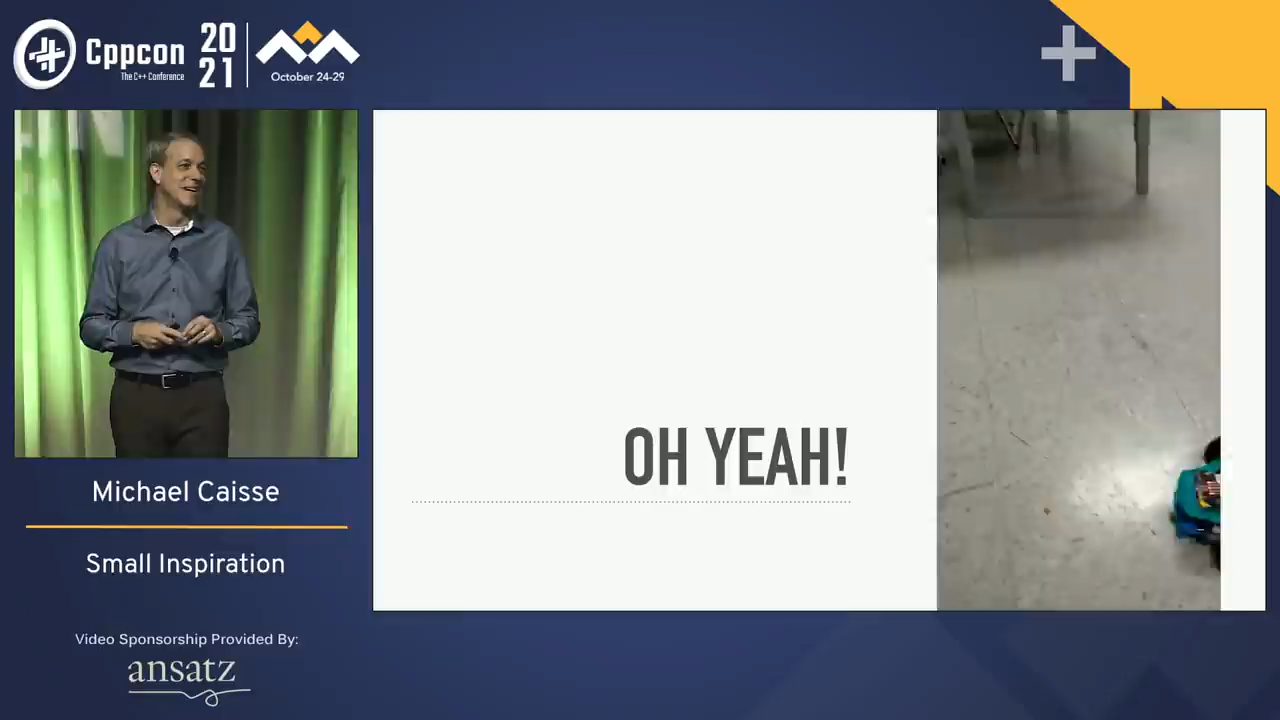 Cppcon
The C++ Conference
20
21
October 24-29
OH YEAH!
Michael Caisse
Small Inspiration
Video Sponsorship Provided By:
ansatz